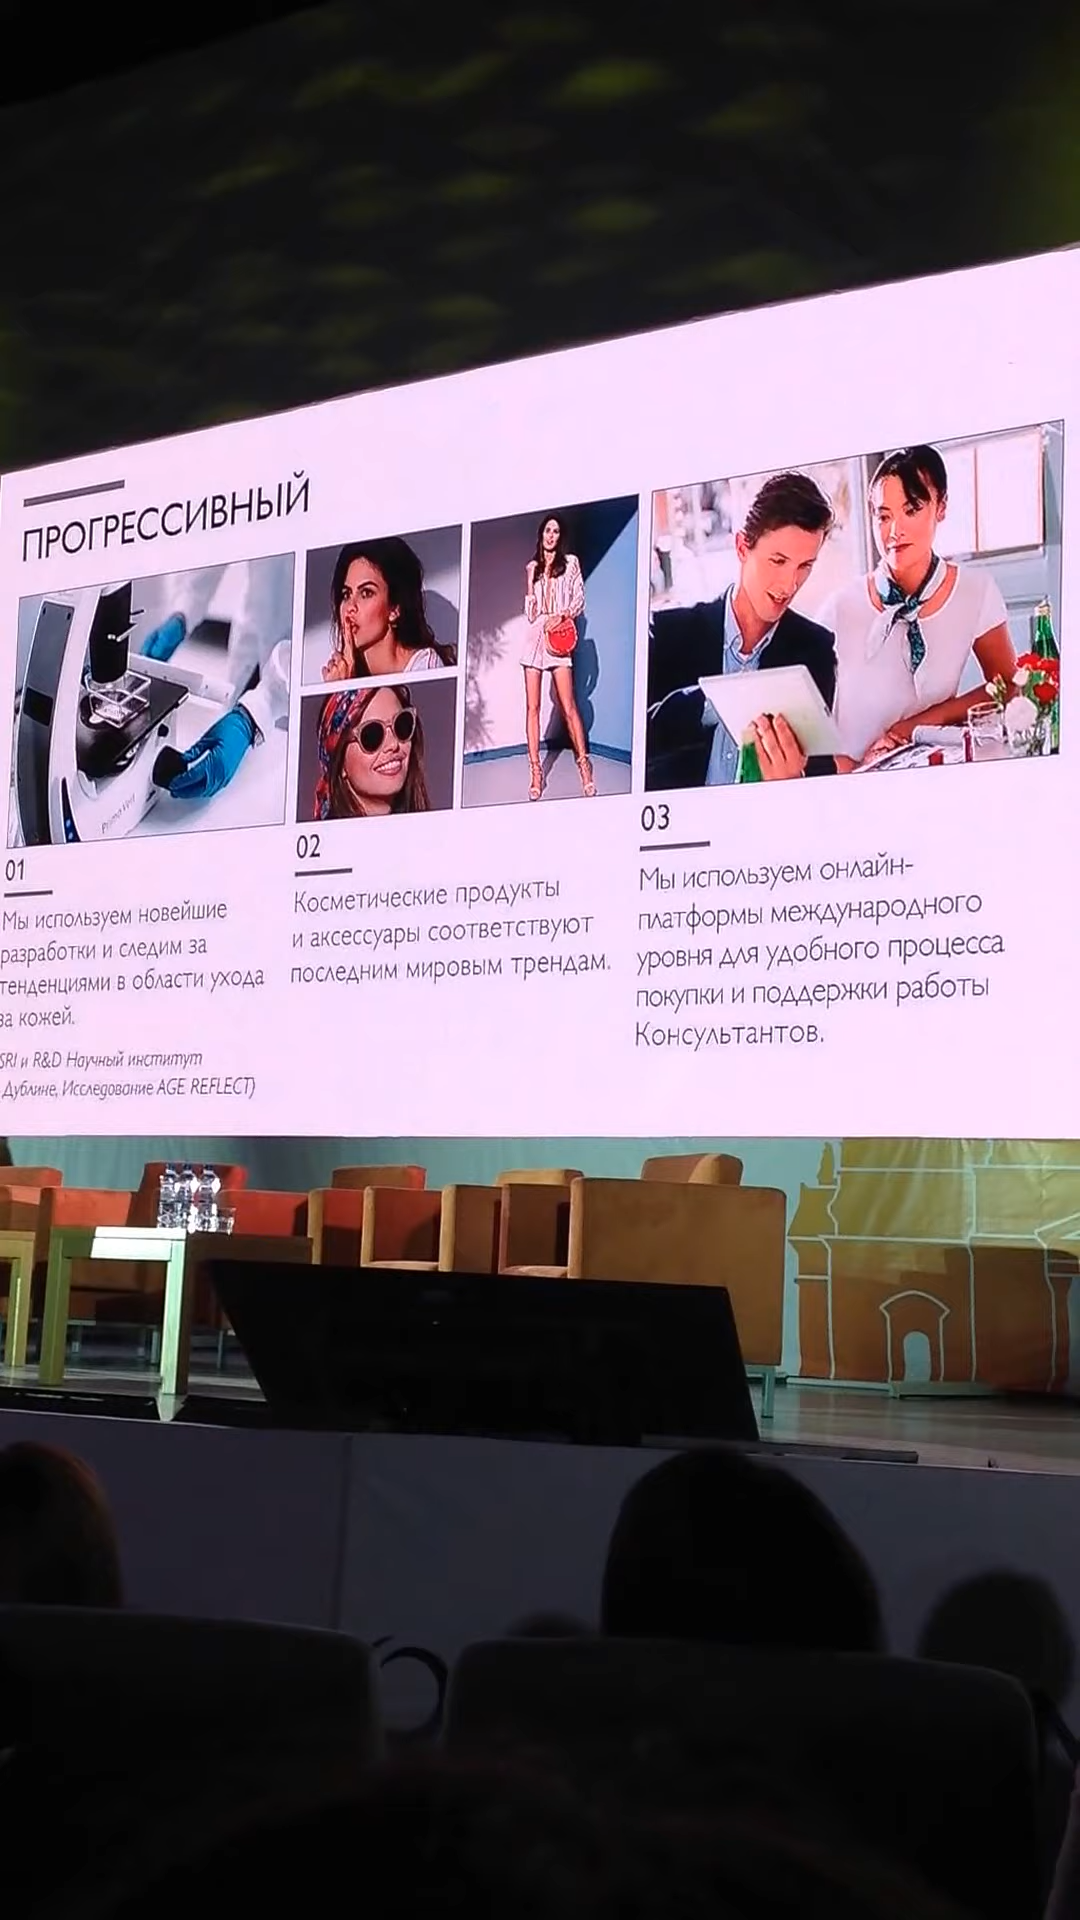 ПРОГРЕССИВНЫЙ
Primo Vert
01
Мы используем новейшие
разработки и следим за
тенденциями в области ухода
за кожей.
SRI и R&D Научный институт
Дублине, Исследование AGE REFLECT)
02
Косметические продукты
и аксессуары соответствуют
последним мировым трендам.
03
Мы используем онлайн-
платформы международного
уровня для удобного процесса
покупки и поддержки работы
Консультантов.